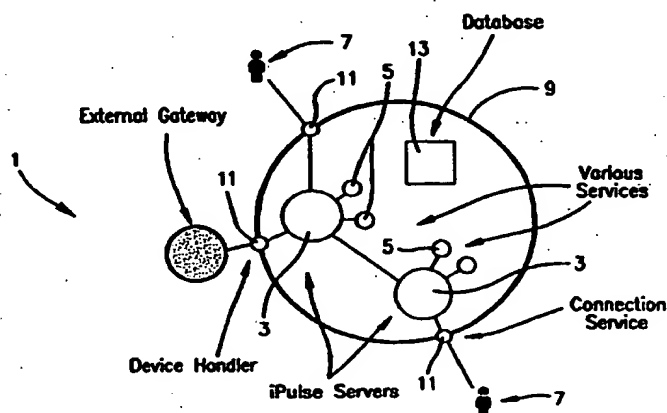 Database
7
13
9
11
5
External Gateway
1
11
Various
Services
5
3
3
Connection
Service
Device Handler
iPulse Servers
11
7